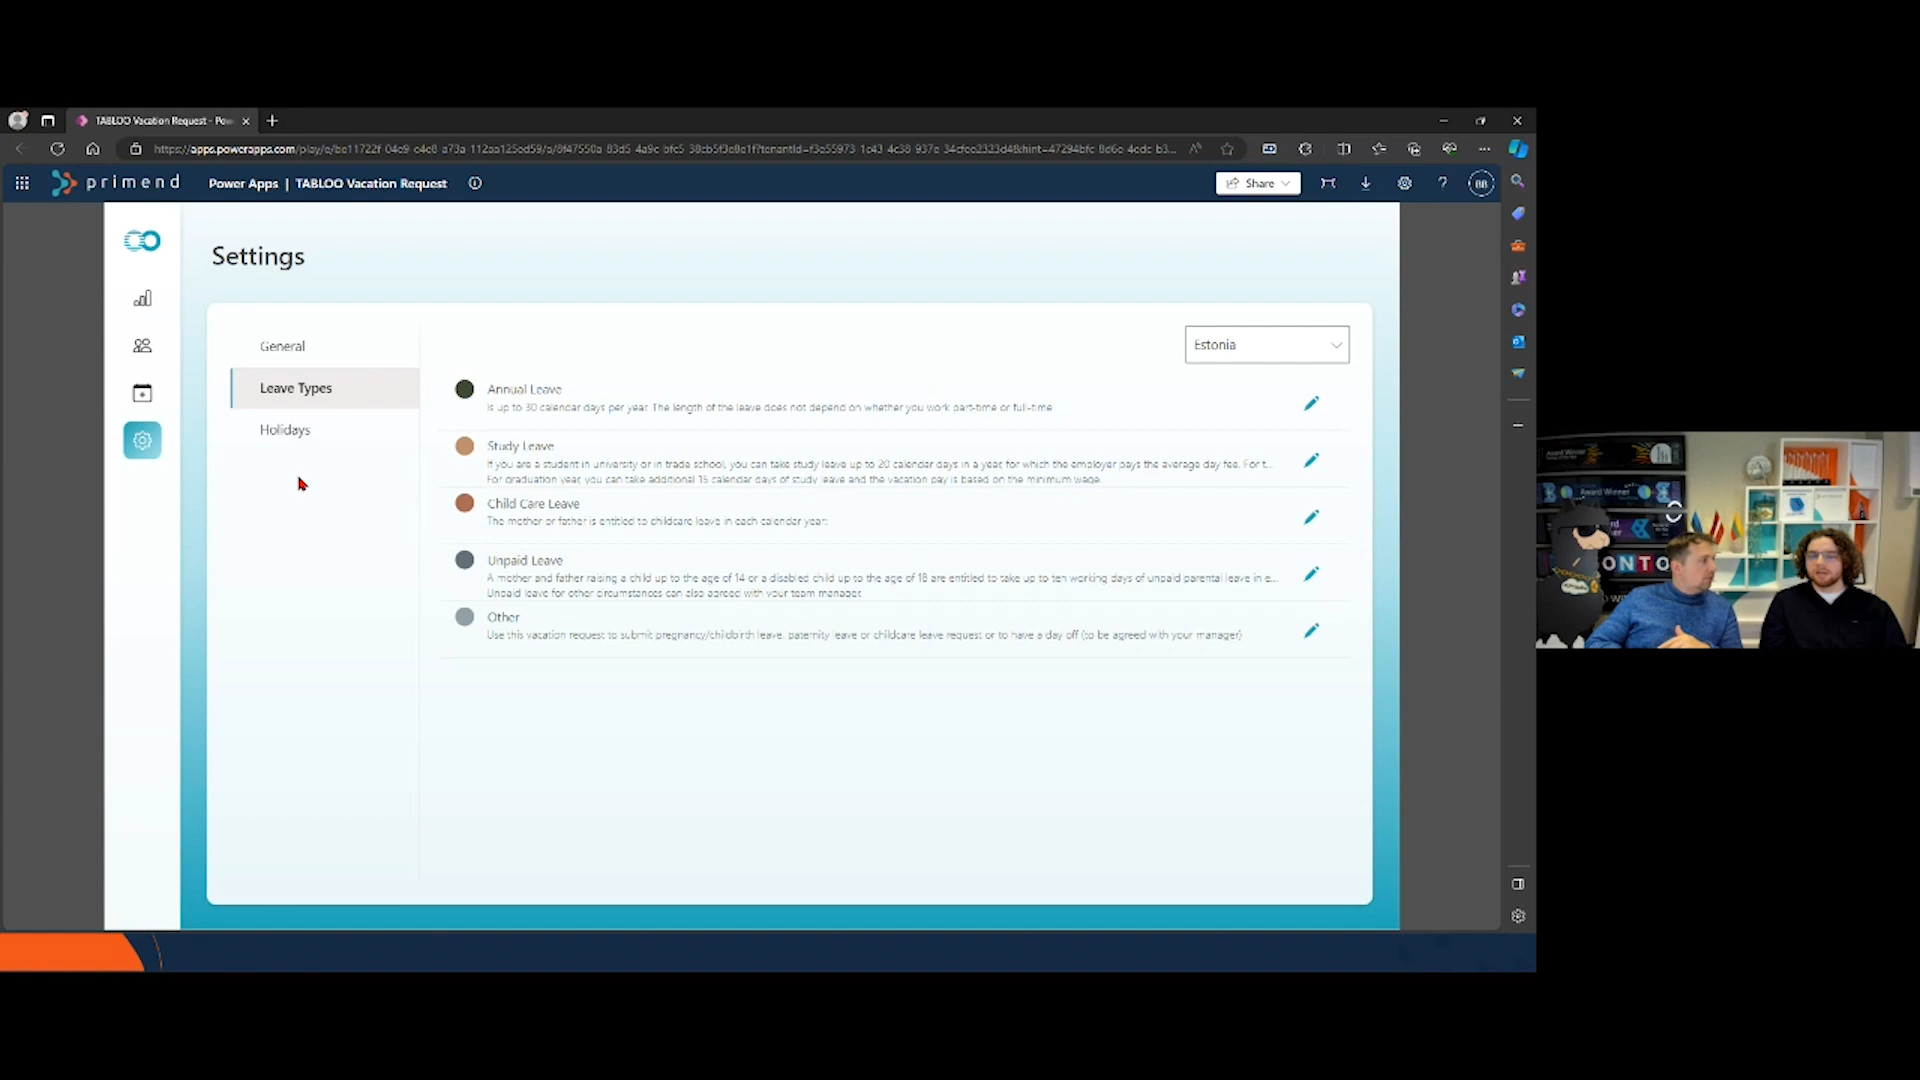 TABLOO Vacation Request - Pow
primend
Power Apps | TABLOO Vacation Request
Share
?
BB
Settings
General
Leave Types
Holidays
Estonia
Annual Leave
Is up to 30 calendar days per year. The length of the leave does not depend on whether you work part-time or full-time
Study Leave
If you are a student in university or in trade school, you can take study leave up to 20 calendar days in a year, for which the employer pays the average day fee. For t...
For graduation year, you can take additional 15 calendar days of study leave and the vacation pay is based on the minimum wage.
Child Care Leave
The mother or father is entitled to childcare leave in each calendar year:
Unpaid Leave
A mother and father raising a child up to the age of 14 or a disabled child up to the age of 18 are entitled to take up to ten working days of unpaid parental leave in e...
Unpaid leave for other circumstances can also agreed with your team manager.
Other
Use this vacation request to submit pregnancy/childbirth leave, paternity leave or childcare leave request or to have a day off (to be agreed with your manager)
Award Winner
Award Winner
ONTO